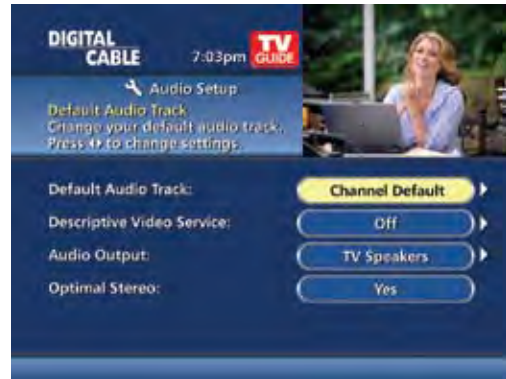 DIGITAL
CABLE
7:03pm
TV
GUIDE
Audio Setup
Default Audio Track
Change your default audio track.
Press ◀▶ to change settings.
Default Audio Track: Channel Default
Descriptive Video Service: Off
Audio Output: TV Speakers
Optimal Stereo: Yes